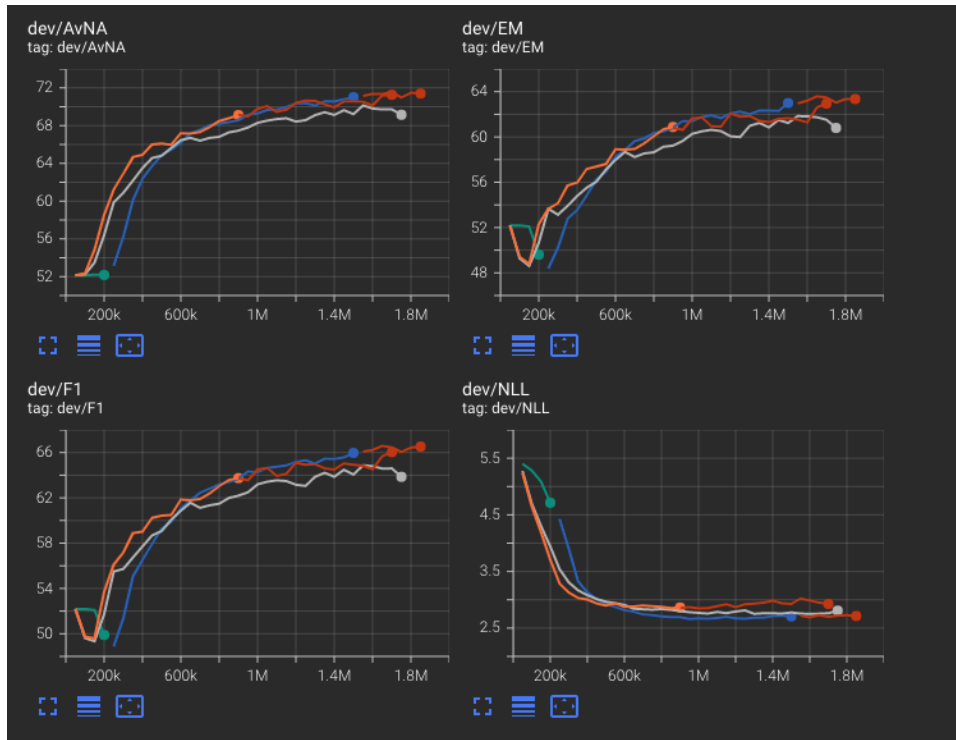 dev/AvNA
tag: dev/AvNA
72
68
64
60
56
52
200k 600k 1M 1.4M 1.8M
dev/EM
tag: dev/EM
64
60
56
52
48
200k 600k 1M 1.4M 1.8M
dev/F1
tag: dev/F1
66
62
58
54
50
200k 600k 1M 1.4M 1.8M
dev/NLL
tag: dev/NLL
5.5
4.5
3.5
2.5
200k 600k 1M 1.4M 1.8M